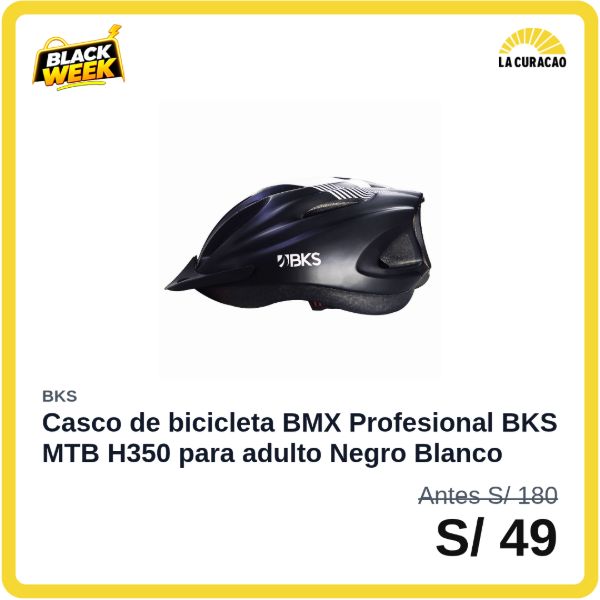 BLACK
WEEK
LA CURACAO
BKS
BKS
Casco de bicicleta BMX Profesional BKS
MTB H350 para adulto Negro Blanco
Antes S/ 180
S/ 49